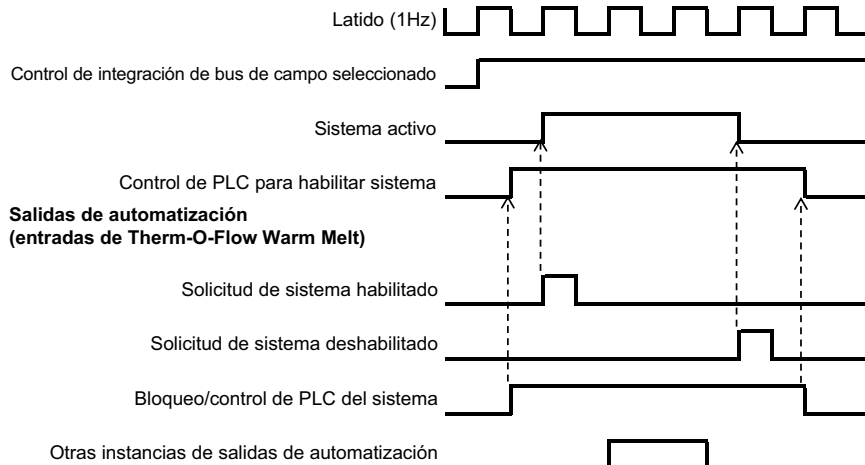 Latido (1Hz)
Control de integración de bus de campo seleccionado
Sistema activo
Control de PLC para habilitar sistema
Salidas de automatización
(entradas de Therm-O-Flow Warm Melt)
Solicitud de sistema habilitado
Solicitud de sistema deshabilitado
Bloqueo/control de PLC del sistema
Otras instancias de salidas de automatización